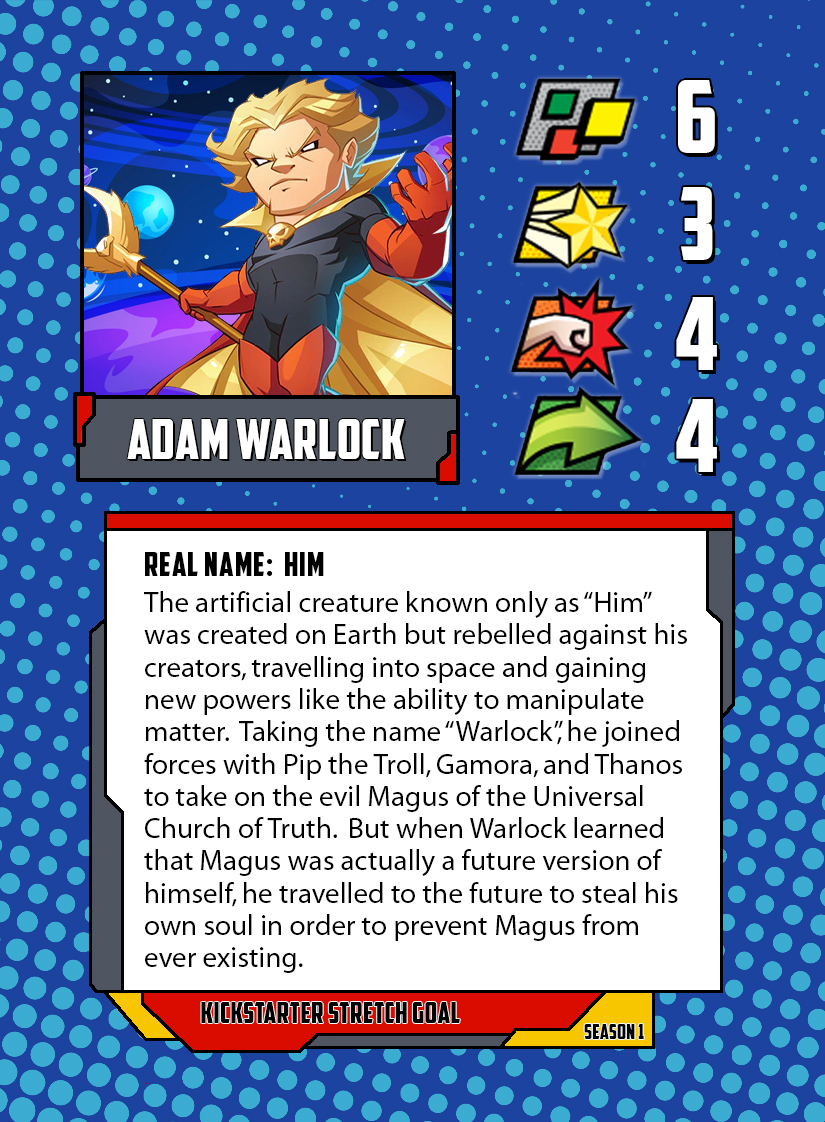 6
3
4
4
ADAM WARLOCK
REAL NAME: HIM
The artificial creature known only as “Him”
was created on Earth but rebelled against his
creators, travelling into space and gaining
new powers like the ability to manipulate
matter. Taking the name “Warlock”, he joined
forces with Pip the Troll, Gamora, and Thanos
to take on the evil Magus of the Universal
Church of Truth. But when Warlock learned
that Magus was actually a future version of
himself, he travelled to the future to steal his
own soul in order to prevent Magus from
ever existing.
KICKSTARTER STRETCH GOAL
SEASON 1